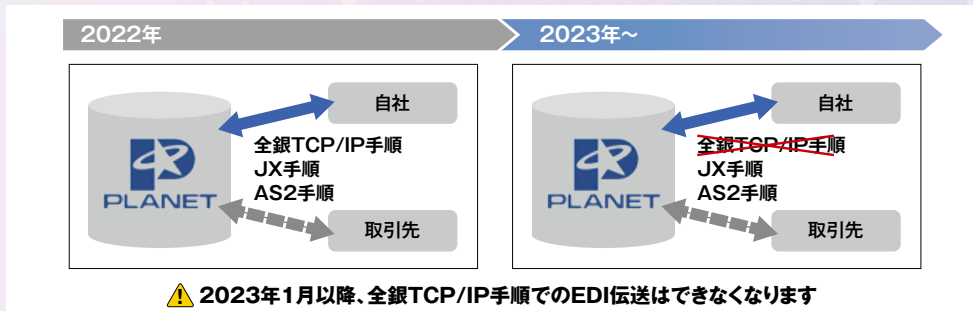 2022年
2023年~
自社
全銀TCP/IP手順
JX手順
AS2手順
PLANET
取引先
自社
全銀TCP/IP手順
JX手順
AS2手順
PLANET
取引先
2023年1月以降、全銀TCP/IP手順でのEDI伝送はできなくなります